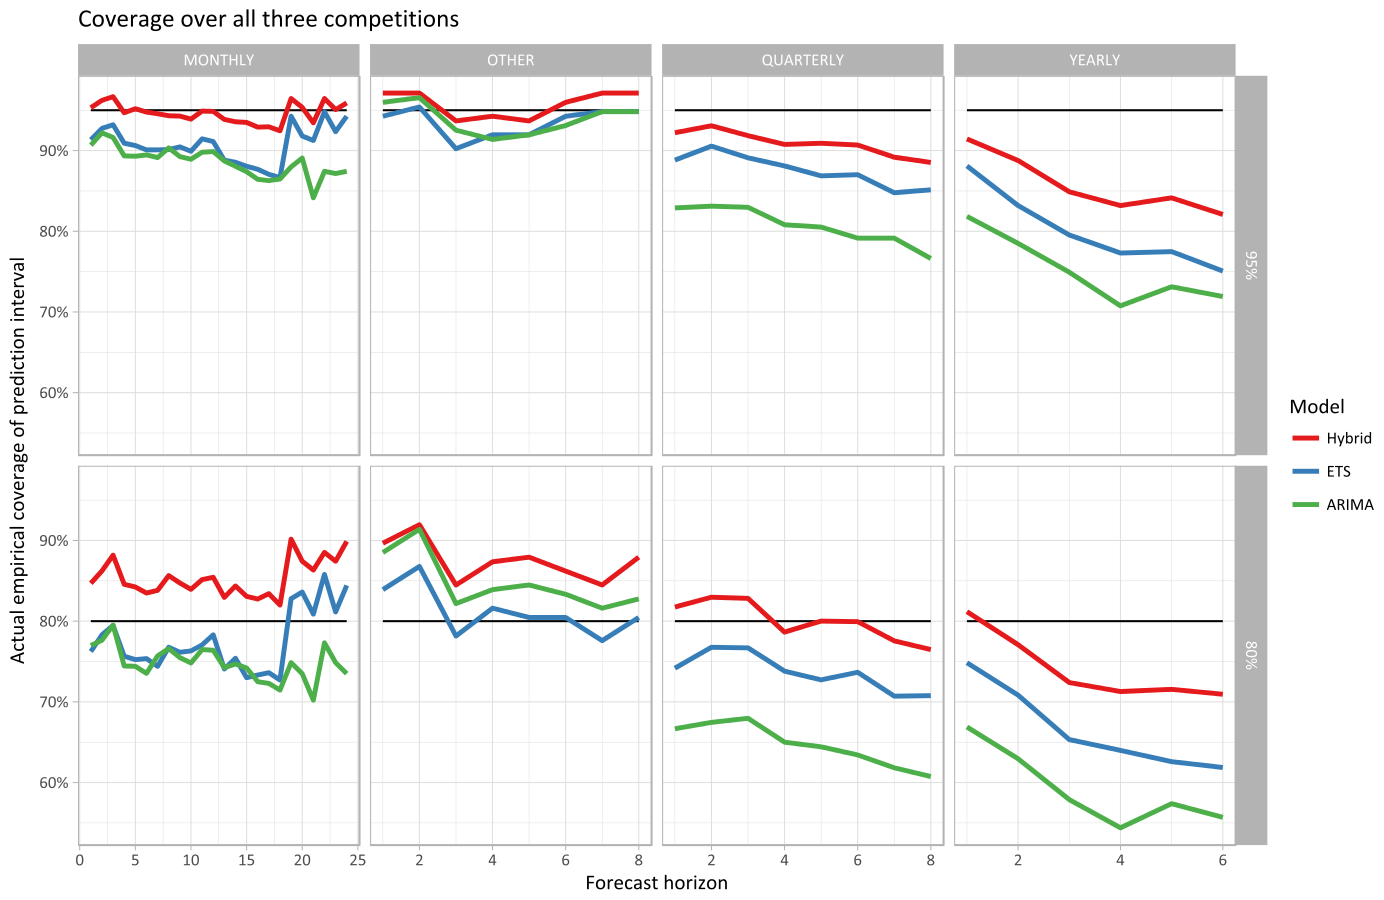 Coverage over all three competitions
MONTHLY
OTHER
QUARTERLY
YEARLY
90%
80%
70%
60%
95%
90%
80%
70%
60%
80%
0 5 10 15 20 25
2 4 6 8
2 4 6 8
2 4 6
Forecast horizon
Actual empirical coverage of prediction interval
Model
Hybrid
ETS
ARIMA